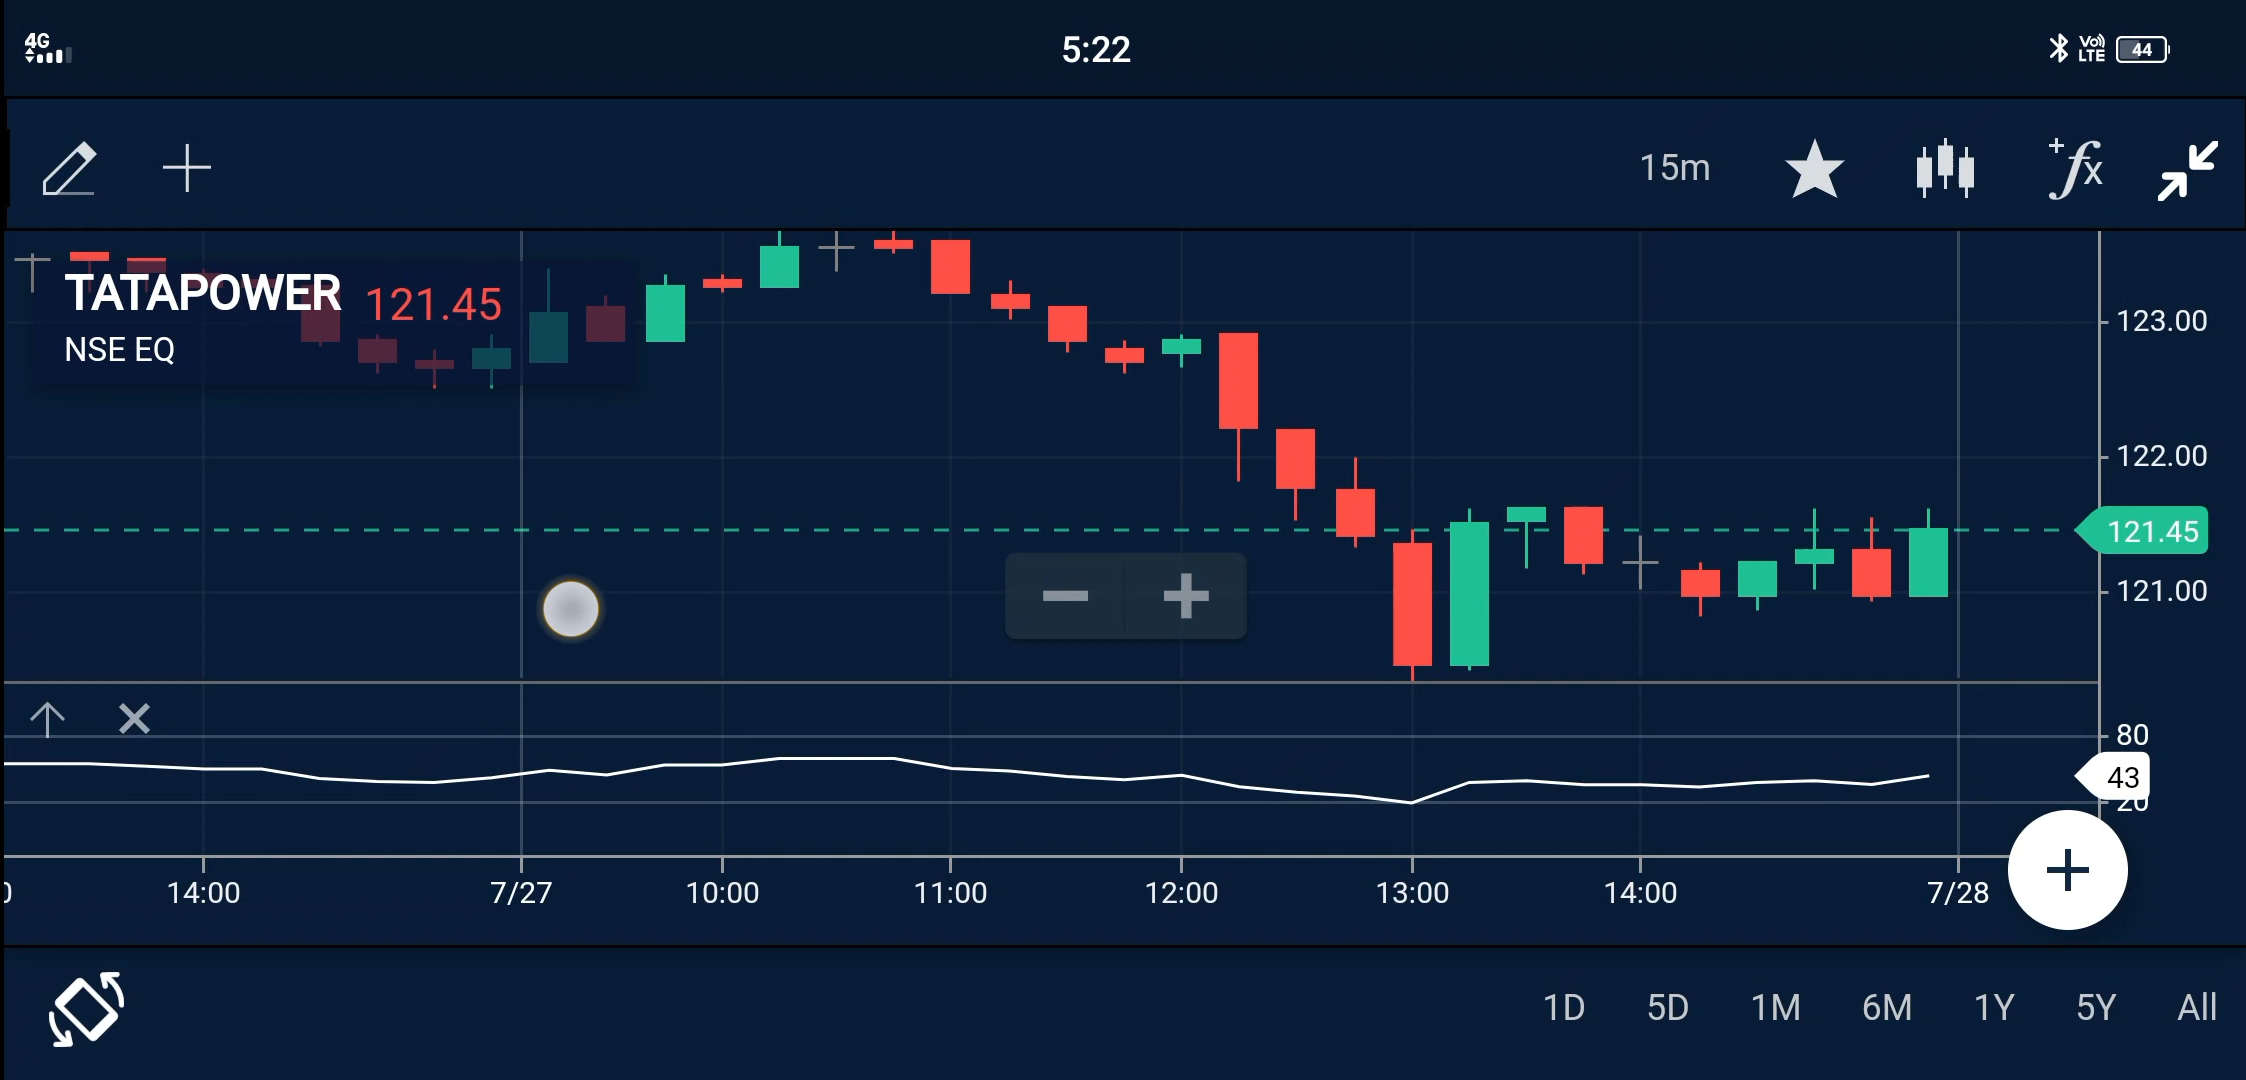 4G
5:22
Vo) LTE
44
15m
+fx
TATAPOWER 121.45
NSE EQ
123.00
122.00
121.45
121.00
80
43
20
14:00 7/27 10:00 11:00 12:00 13:00 14:00 7/28
1D 5D 1M 6M 1Y 5Y All